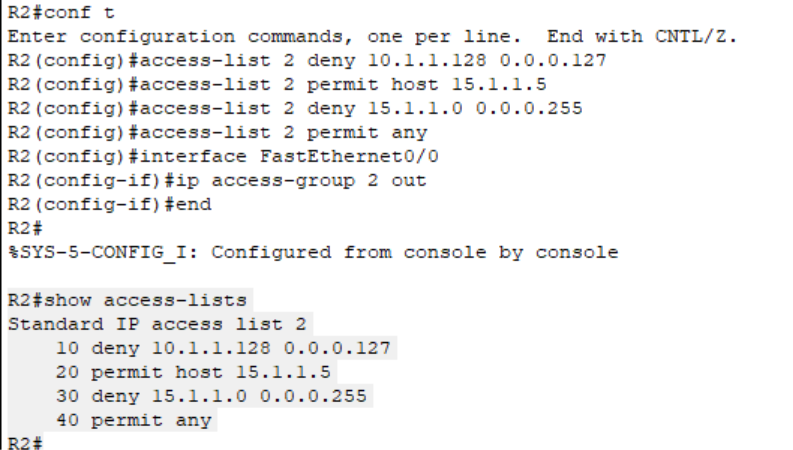 R2#conf t
Enter configuration commands, one per line.  End with CNTL/Z.
R2(config)#access-list 2 deny 10.1.1.128 0.0.0.127
R2(config)#access-list 2 permit host 15.1.1.5
R2(config)#access-list 2 deny 15.1.1.0 0.0.0.255
R2(config)#access-list 2 permit any
R2(config)#interface FastEthernet0/0
R2(config-if)#ip access-group 2 out
R2(config-if)#end
R2#
%SYS-5-CONFIG_I: Configured from console by console
R2#show access-lists
Standard IP access list 2
    10 deny 10.1.1.128 0.0.0.127
    20 permit host 15.1.1.5
    30 deny 15.1.1.0 0.0.0.255
    40 permit any
R2#